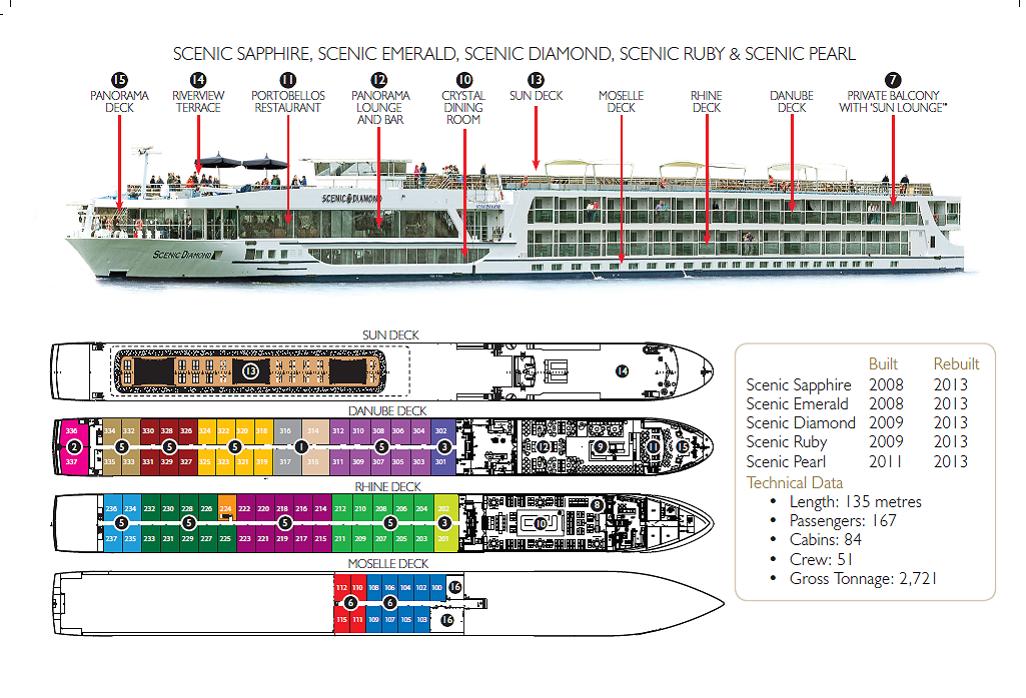 SCENIC SAPPHIRE, SCENIC EMERALD, SCENIC DIAMOND, SCENIC RUBY & SCENIC PEARL
15 14 11 12 10 13 7
PANORAMA DECK
RIVERVIEW TERRACE
PORTOBELLOS RESTAURANT
PANORAMA LOUNGE AND BAR
CRYSTAL DINING ROOM
SUN DECK
MOSELLE DECK
RHINE DECK
DANUBE DECK
PRIVATE BALCONY WITH 'SUN LOUNGE'*
SCENIC DIAMOND
SCENIC DIAMOND
SUN DECK
13 14
DANUBE DECK
336 334 332 330 328 326 324 322 320 318 316 314 312 310 308 306 304 302
2 5 5 5 1 5 3 12 9 11 15
337 335 333 331 329 327 325 323 321 319 317 315 311 309 307 305 303 301
RHINE DECK
236 234 232 230 228 226 224 222 220 218 216 214 212 210 208 206 204 202
5 5 5 5 3 10 8
237 235 233 231 229 227 225 223 221 219 217 215 211 209 207 205 203 201
MOSELLE DECK
112 110 108 106 104 102 100 16
6 6
115 111 109 107 105 103 16
Built Rebuilt
Scenic Sapphire 2008 2013
Scenic Emerald 2008 2013
Scenic Diamond 2009 2013
Scenic Ruby 2009 2013
Scenic Pearl 2011 2013
Technical Data
• Length: 135 metres
• Passengers: 167
• Cabins: 84
• Crew: 51
• Gross Tonnage: 2,721